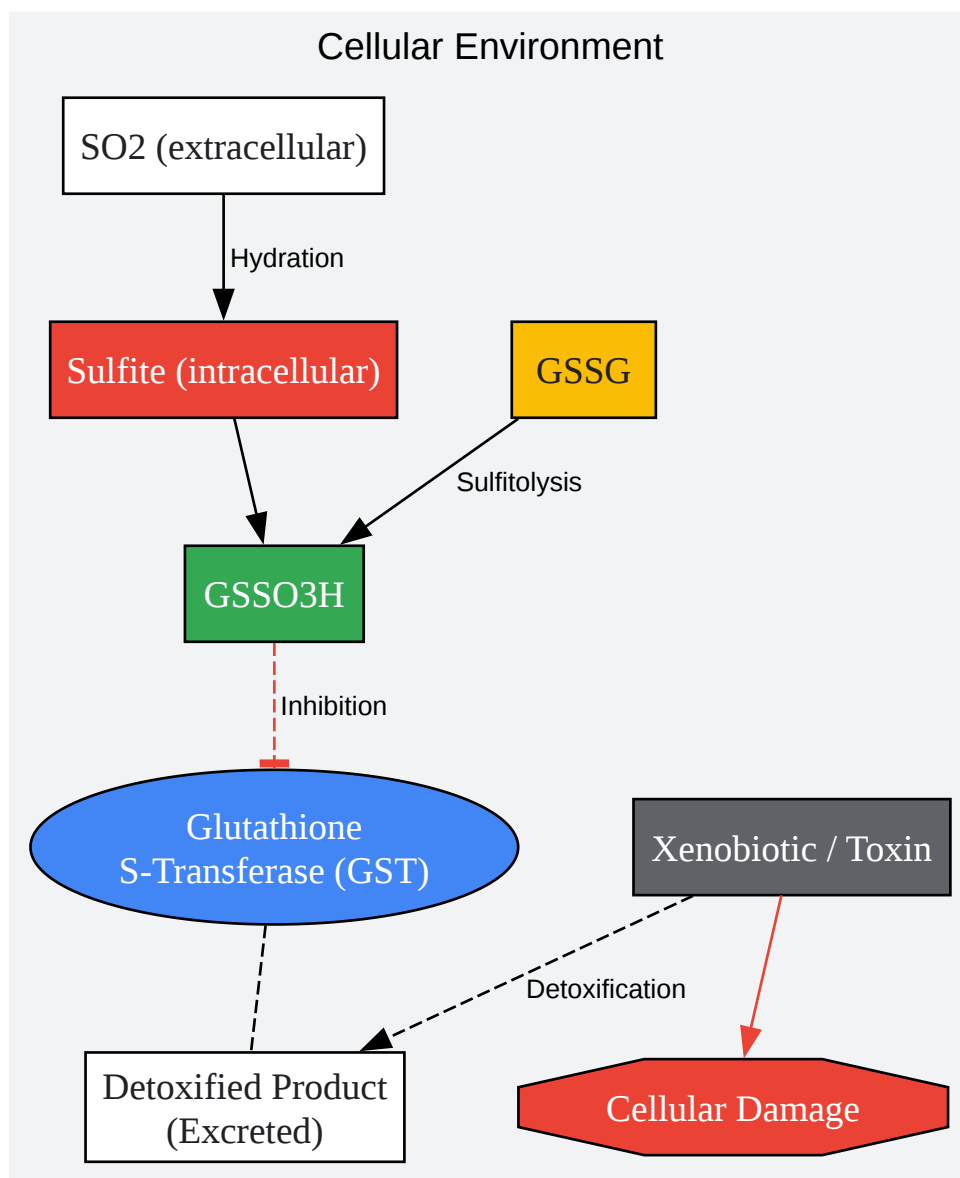 Cellular Environment
SO2 (extracellular)
Hydration
Sulfite (intracellular)
GSSG
Sulfitolysis
GSSO3H
Inhibition
Glutathione
S-Transferase (GST)
Xenobiotic / Toxin
Detoxification
Detoxified Product
(Excreted)
Cellular Damage